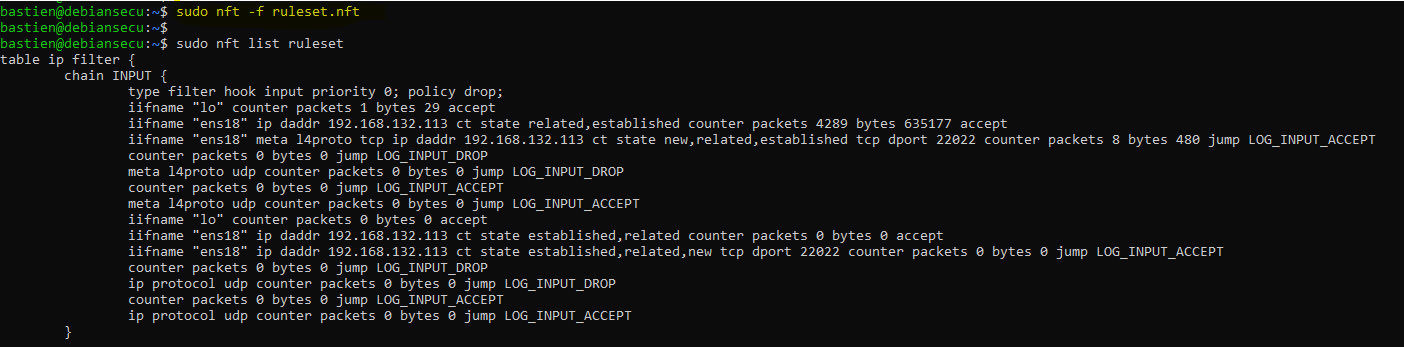 bastien@debiansecu:~$ sudo nft -f ruleset.nft
bastien@debiansecu:~$
bastien@debiansecu:~$ sudo nft list ruleset
table ip filter {
        chain INPUT {
                type filter hook input priority 0; policy drop;
                iifname "lo" counter packets 1 bytes 29 accept
                iifname "ens18" ip daddr 192.168.132.113 ct state related,established counter packets 4289 bytes 635177 accept
                iifname "ens18" meta l4proto tcp ip daddr 192.168.132.113 ct state new,related,established tcp dport 22022 counter packets 8 bytes 480 jump LOG_INPUT_ACCEPT
                counter packets 0 bytes 0 jump LOG_INPUT_DROP
                meta l4proto udp counter packets 0 bytes 0 jump LOG_INPUT_DROP
                counter packets 0 bytes 0 jump LOG_INPUT_ACCEPT
                meta l4proto udp counter packets 0 bytes 0 jump LOG_INPUT_ACCEPT
                iifname "lo" counter packets 0 bytes 0 accept
                iifname "ens18" ip daddr 192.168.132.113 ct state established,related counter packets 0 bytes 0 accept
                iifname "ens18" ip daddr 192.168.132.113 ct state established,related,new tcp dport 22022 counter packets 0 bytes 0 jump LOG_INPUT_ACCEPT
                counter packets 0 bytes 0 jump LOG_INPUT_DROP
                ip protocol udp counter packets 0 bytes 0 jump LOG_INPUT_DROP
                counter packets 0 bytes 0 jump LOG_INPUT_ACCEPT
                ip protocol udp counter packets 0 bytes 0 jump LOG_INPUT_ACCEPT
        }